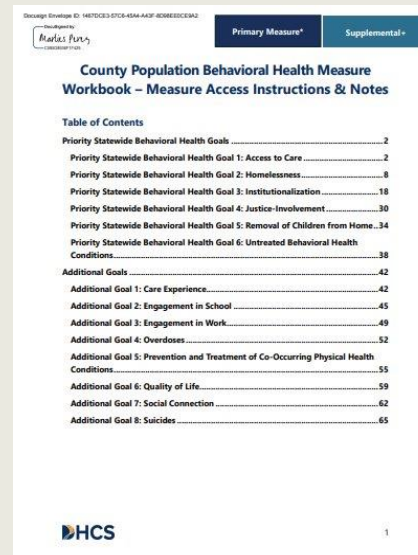 Docusign Envelope ID: 1467DCE3-57C6-45A4-A43F-8D98EE0CE9A2
DocuSigned by:
Marlies Perez
Primary Measure*
Supplemental+
County Population Behavioral Health Measure
Workbook – Measure Access Instructions & Notes
Table of Contents
Priority Statewide Behavioral Health Goals ... 2
Priority Statewide Behavioral Health Goal 1: Access to Care ... 2
Priority Statewide Behavioral Health Goal 2: Homelessness ... 8
Priority Statewide Behavioral Health Goal 3: Institutionalization ... 18
Priority Statewide Behavioral Health Goal 4: Justice-Involvement ... 30
Priority Statewide Behavioral Health Goal 5: Removal of Children from Home ... 34
Priority Statewide Behavioral Health Goal 6: Untreated Behavioral Health
Conditions ... 38
Additional Goals ... 42
Additional Goal 1: Care Experience ... 42
Additional Goal 2: Engagement in School ... 45
Additional Goal 3: Engagement in Work ... 49
Additional Goal 4: Overdoses ... 52
Additional Goal 5: Prevention and Treatment of Co-Occurring Physical Health
Conditions ... 55
Additional Goal 6: Quality of Life ... 59
Additional Goal 7: Social Connection ... 62
Additional Goal 8: Suicides ... 65
DHCS
1